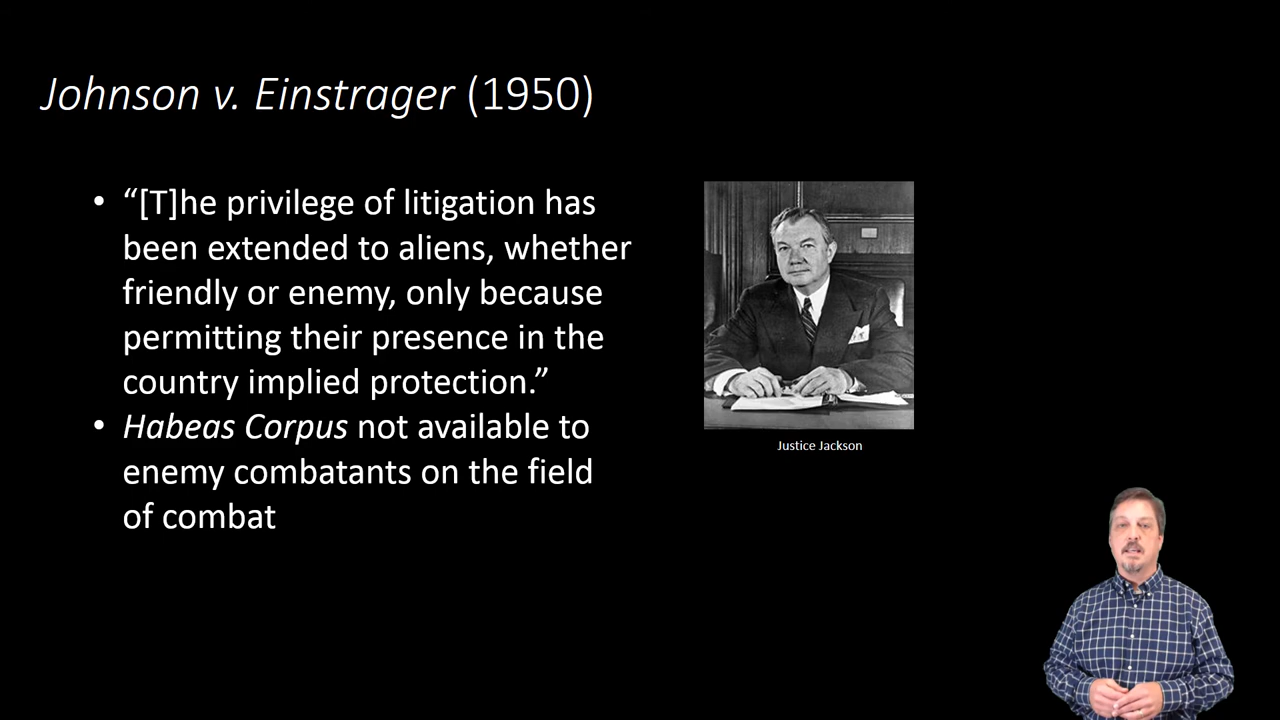 Johnson v. Einstrager (1950)
• “[T]he privilege of litigation has
been extended to aliens, whether
friendly or enemy, only because
permitting their presence in the
country implied protection.”
• Habeas Corpus not available to
enemy combatants on the field
of combat
Justice Jackson